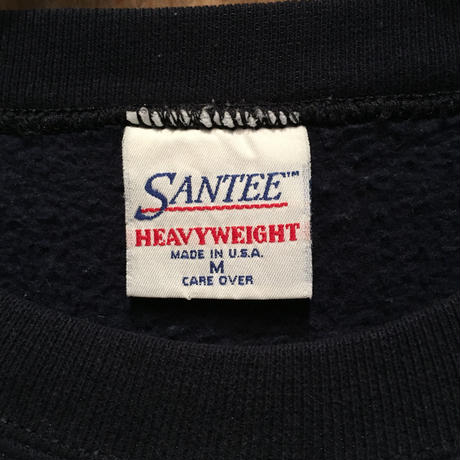 SANTEE™
HEAVYWEIGHT
MADE IN U.S.A.
M
CARE OVER